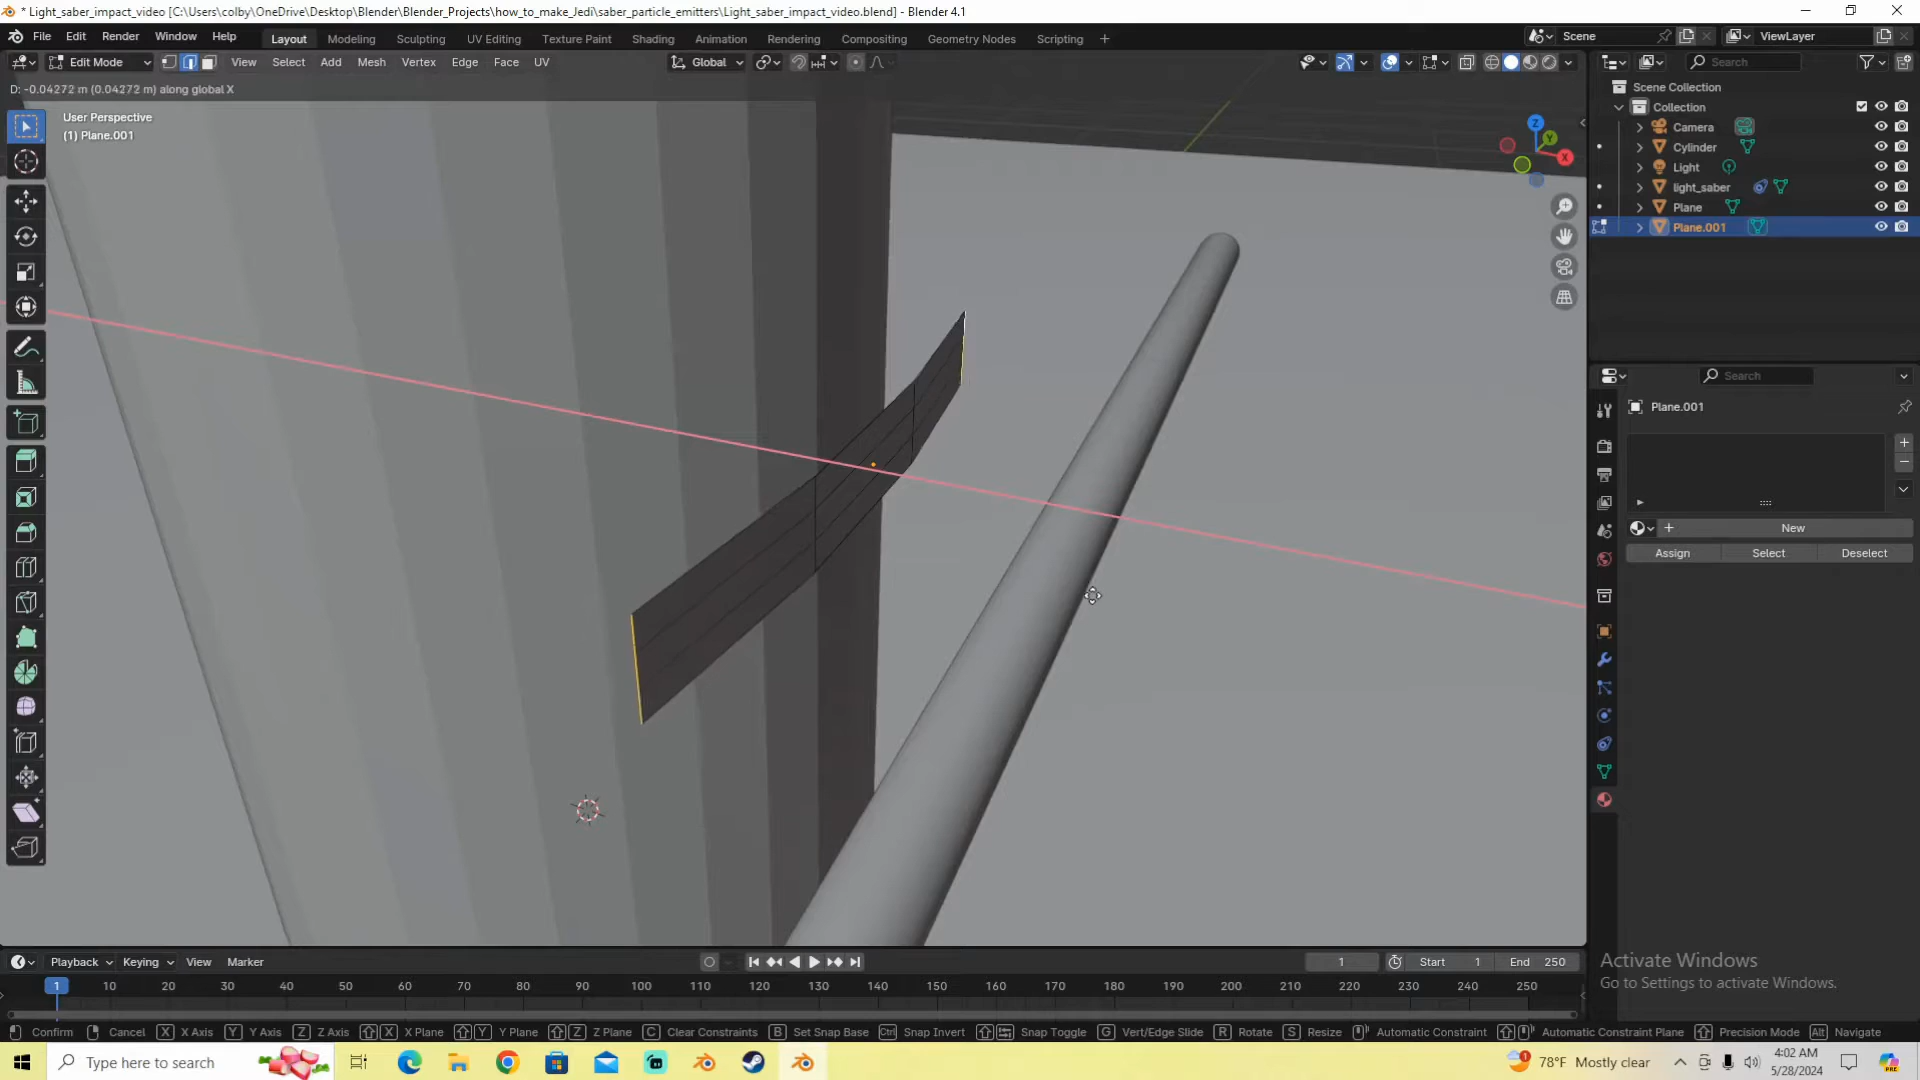 * Light_saber_impact_video [C:\Users\colby\OneDrive\Desktop\Blender\Blender_Projects\how_to_make_Jedi\saber_particle_emitters\Light_saber_impact_video.blend] - Blender 4.1
File Edit Render Window Help Layout Modeling Sculpting UV Editing Texture Paint Shading Animation Rendering Compositing Geometry Nodes Scripting + Scene ViewLayer
Edit Mode View Select Add Mesh Vertex Edge Face UV Global Search
D: -0.04272 m (0.04272 m) along global X
User Perspective
(1) Plane.001
Z
Y
X
Scene Collection
Collection
Camera
Cylinder
Light
light_saber
Plane
Plane.001
Search
Plane.001
New
Assign Select Deselect
Activate Windows
Go to Settings to activate Windows.
Playback Keying View Marker 1 Start 1 End 250
1 10 20 30 40 50 60 70 80 90 100 110 120 130 140 150 160 170 180 190 200 210 220 230 240 250
Confirm Cancel X X Axis Y Y Axis Z Z Axis X X Plane Y Y Plane Z Z Plane C Clear Constraints B Set Snap Base Ctrl Snap Invert Snap Toggle G Vert/Edge Slide R Rotate S Resize Automatic Constraint Automatic Constraint Plane Precision Mode Alt Navigate
Type here to search 1 78°F Mostly clear 4:02 AM
5/28/2024
PRE